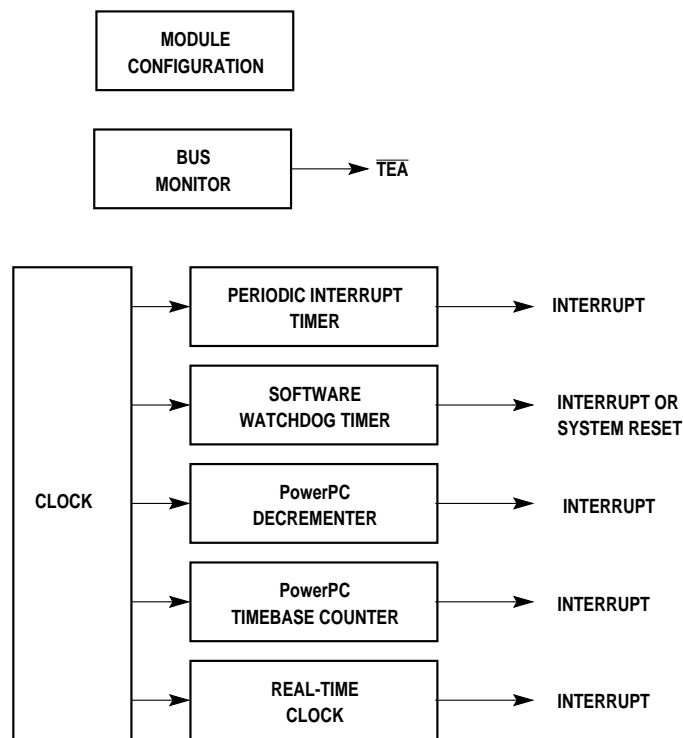 MODULE
CONFIGURATION
BUS
MONITOR
TEA
CLOCK
PERIODIC INTERRUPT
TIMER
INTERRUPT
SOFTWARE
WATCHDOG TIMER
INTERRUPT OR
SYSTEM RESET
PowerPC
DECREMENTER
INTERRUPT
PowerPC
TIMEBASE COUNTER
INTERRUPT
REAL-TIME
CLOCK
INTERRUPT